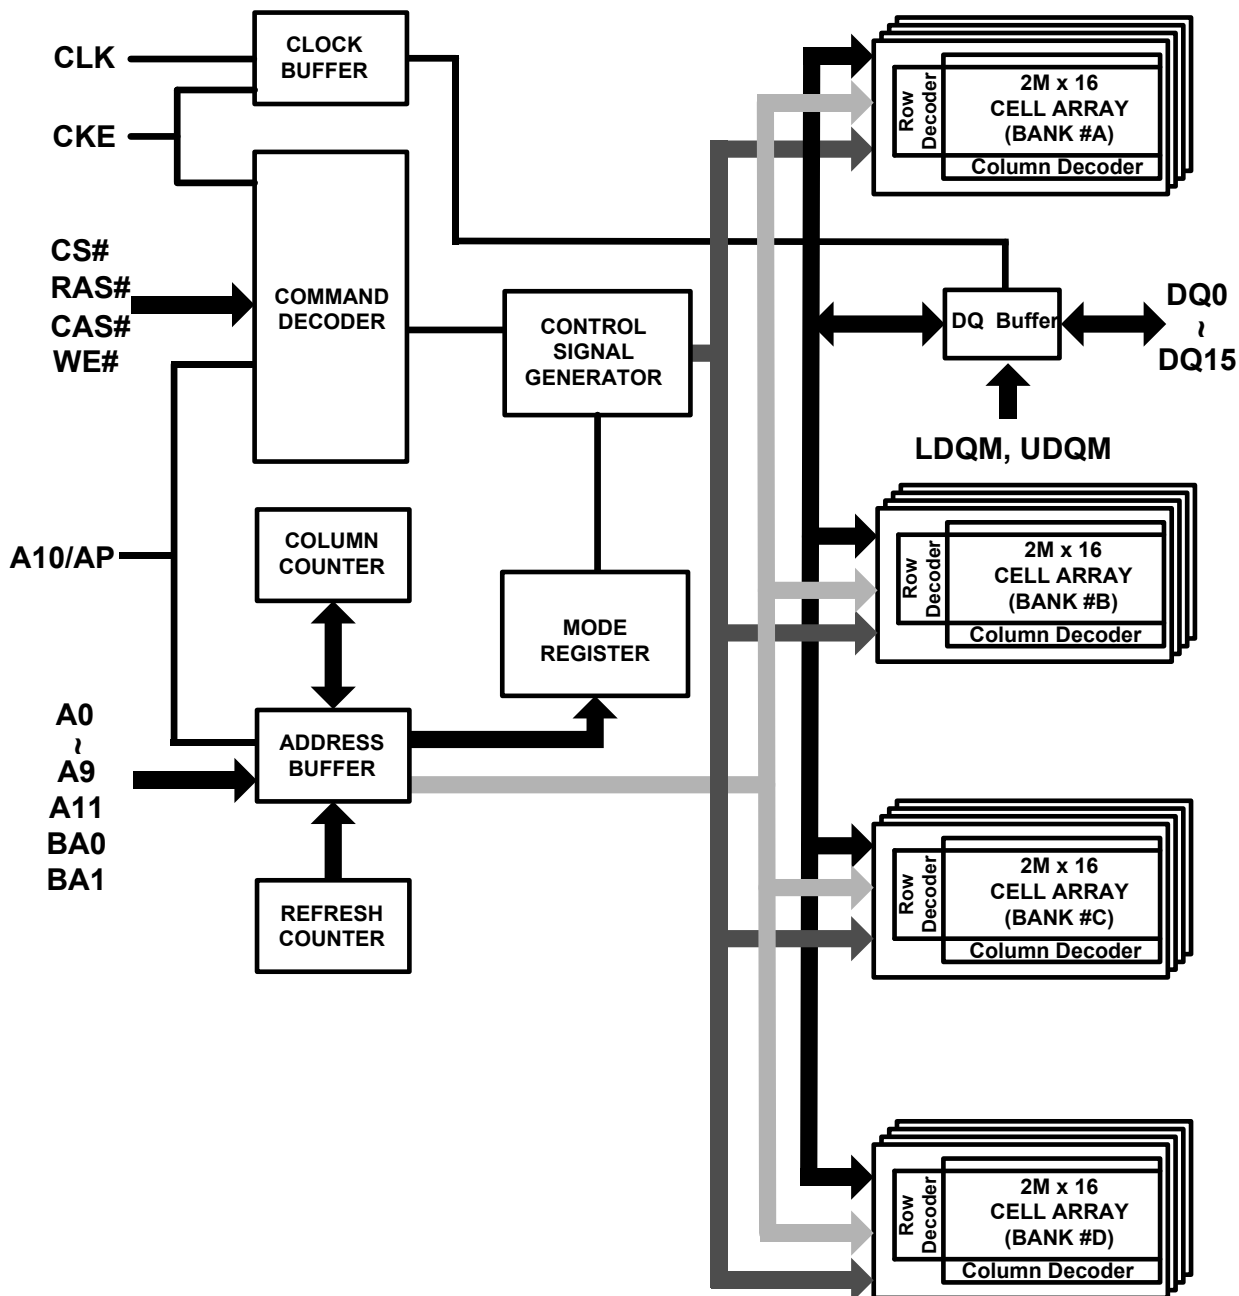 CLK
CKE
CLOCK
BUFFER
CS#
RAS#
CAS#
WE#
COMMAND
DECODER
CONTROL
SIGNAL
GENERATOR
A10/AP
COLUMN
COUNTER
MODE
REGISTER
A0
~
A9
A11
BA0
BA1
ADDRESS
BUFFER
REFRESH
COUNTER
Row
Decoder
2M x 16
CELL ARRAY
(BANK #A)
Column Decoder
DQ Buffer
DQ0
~
DQ15
LDQM, UDQM
Row
Decoder
2M x 16
CELL ARRAY
(BANK #B)
Column Decoder
Row
Decoder
2M x 16
CELL ARRAY
(BANK #C)
Column Decoder
Row
Decoder
2M x 16
CELL ARRAY
(BANK #D)
Column Decoder